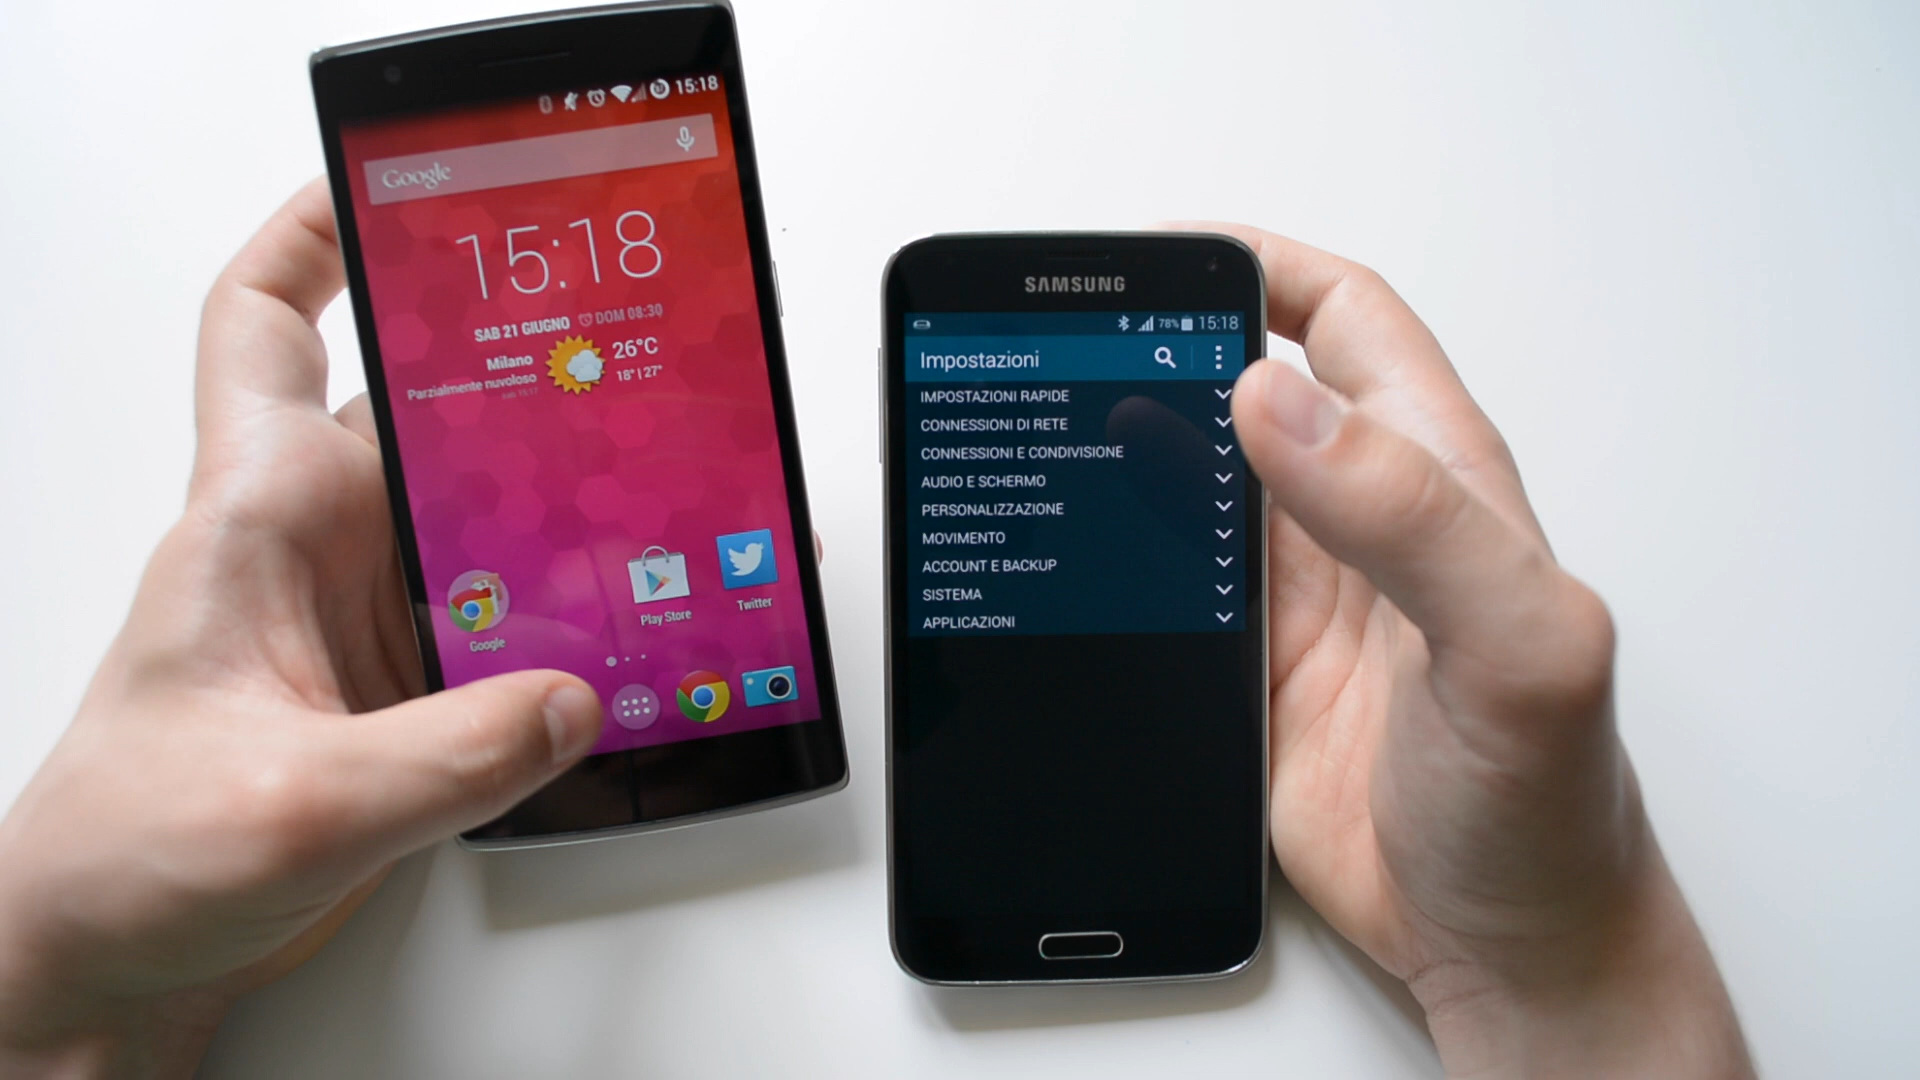 15:18
Google
15:18
SAB 21 GIUGNO DOM 08:30
Milano
26°C
Parzialmente nuvoloso
18° | 27°
Play Store
Twitter
Google
SAMSUNG
78% 15:18
Impostazioni
IMPOSTAZIONI RAPIDE
CONNESSIONI DI RETE
CONNESSIONI E CONDIVISIONE
AUDIO E SCHERMO
PERSONALIZZAZIONE
MOVIMENTO
ACCOUNT E BACKUP
SISTEMA
APPLICAZIONI